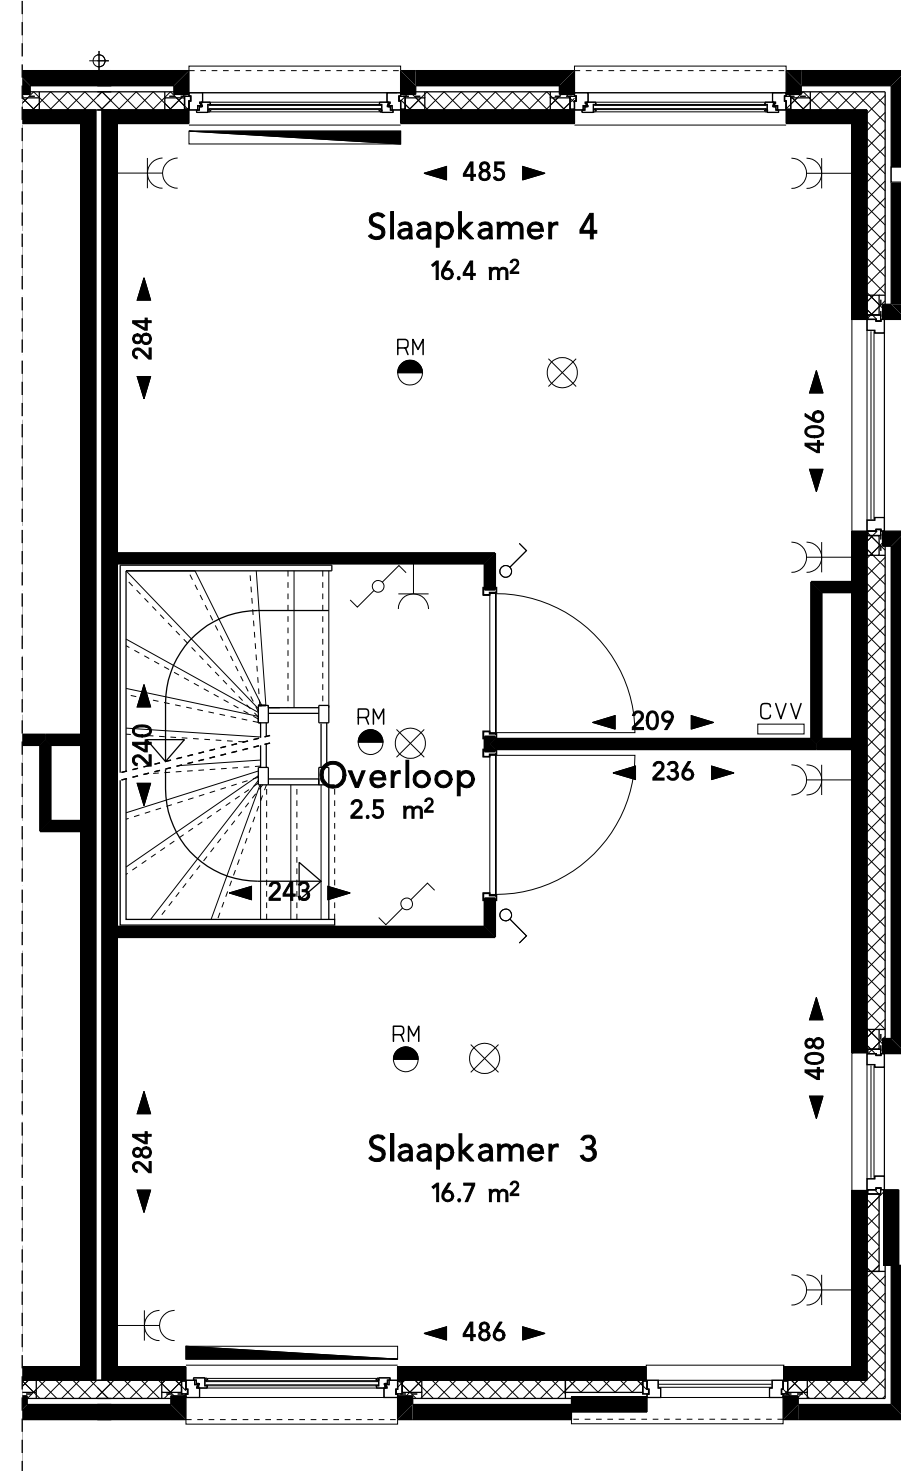 485
Slaapkamer 4
16.4 m²
284
RM
406
209
CVV
RM
240
Overloop
2.5 m²
236
243
RM
408
284
Slaapkamer 3
16.7 m²
486